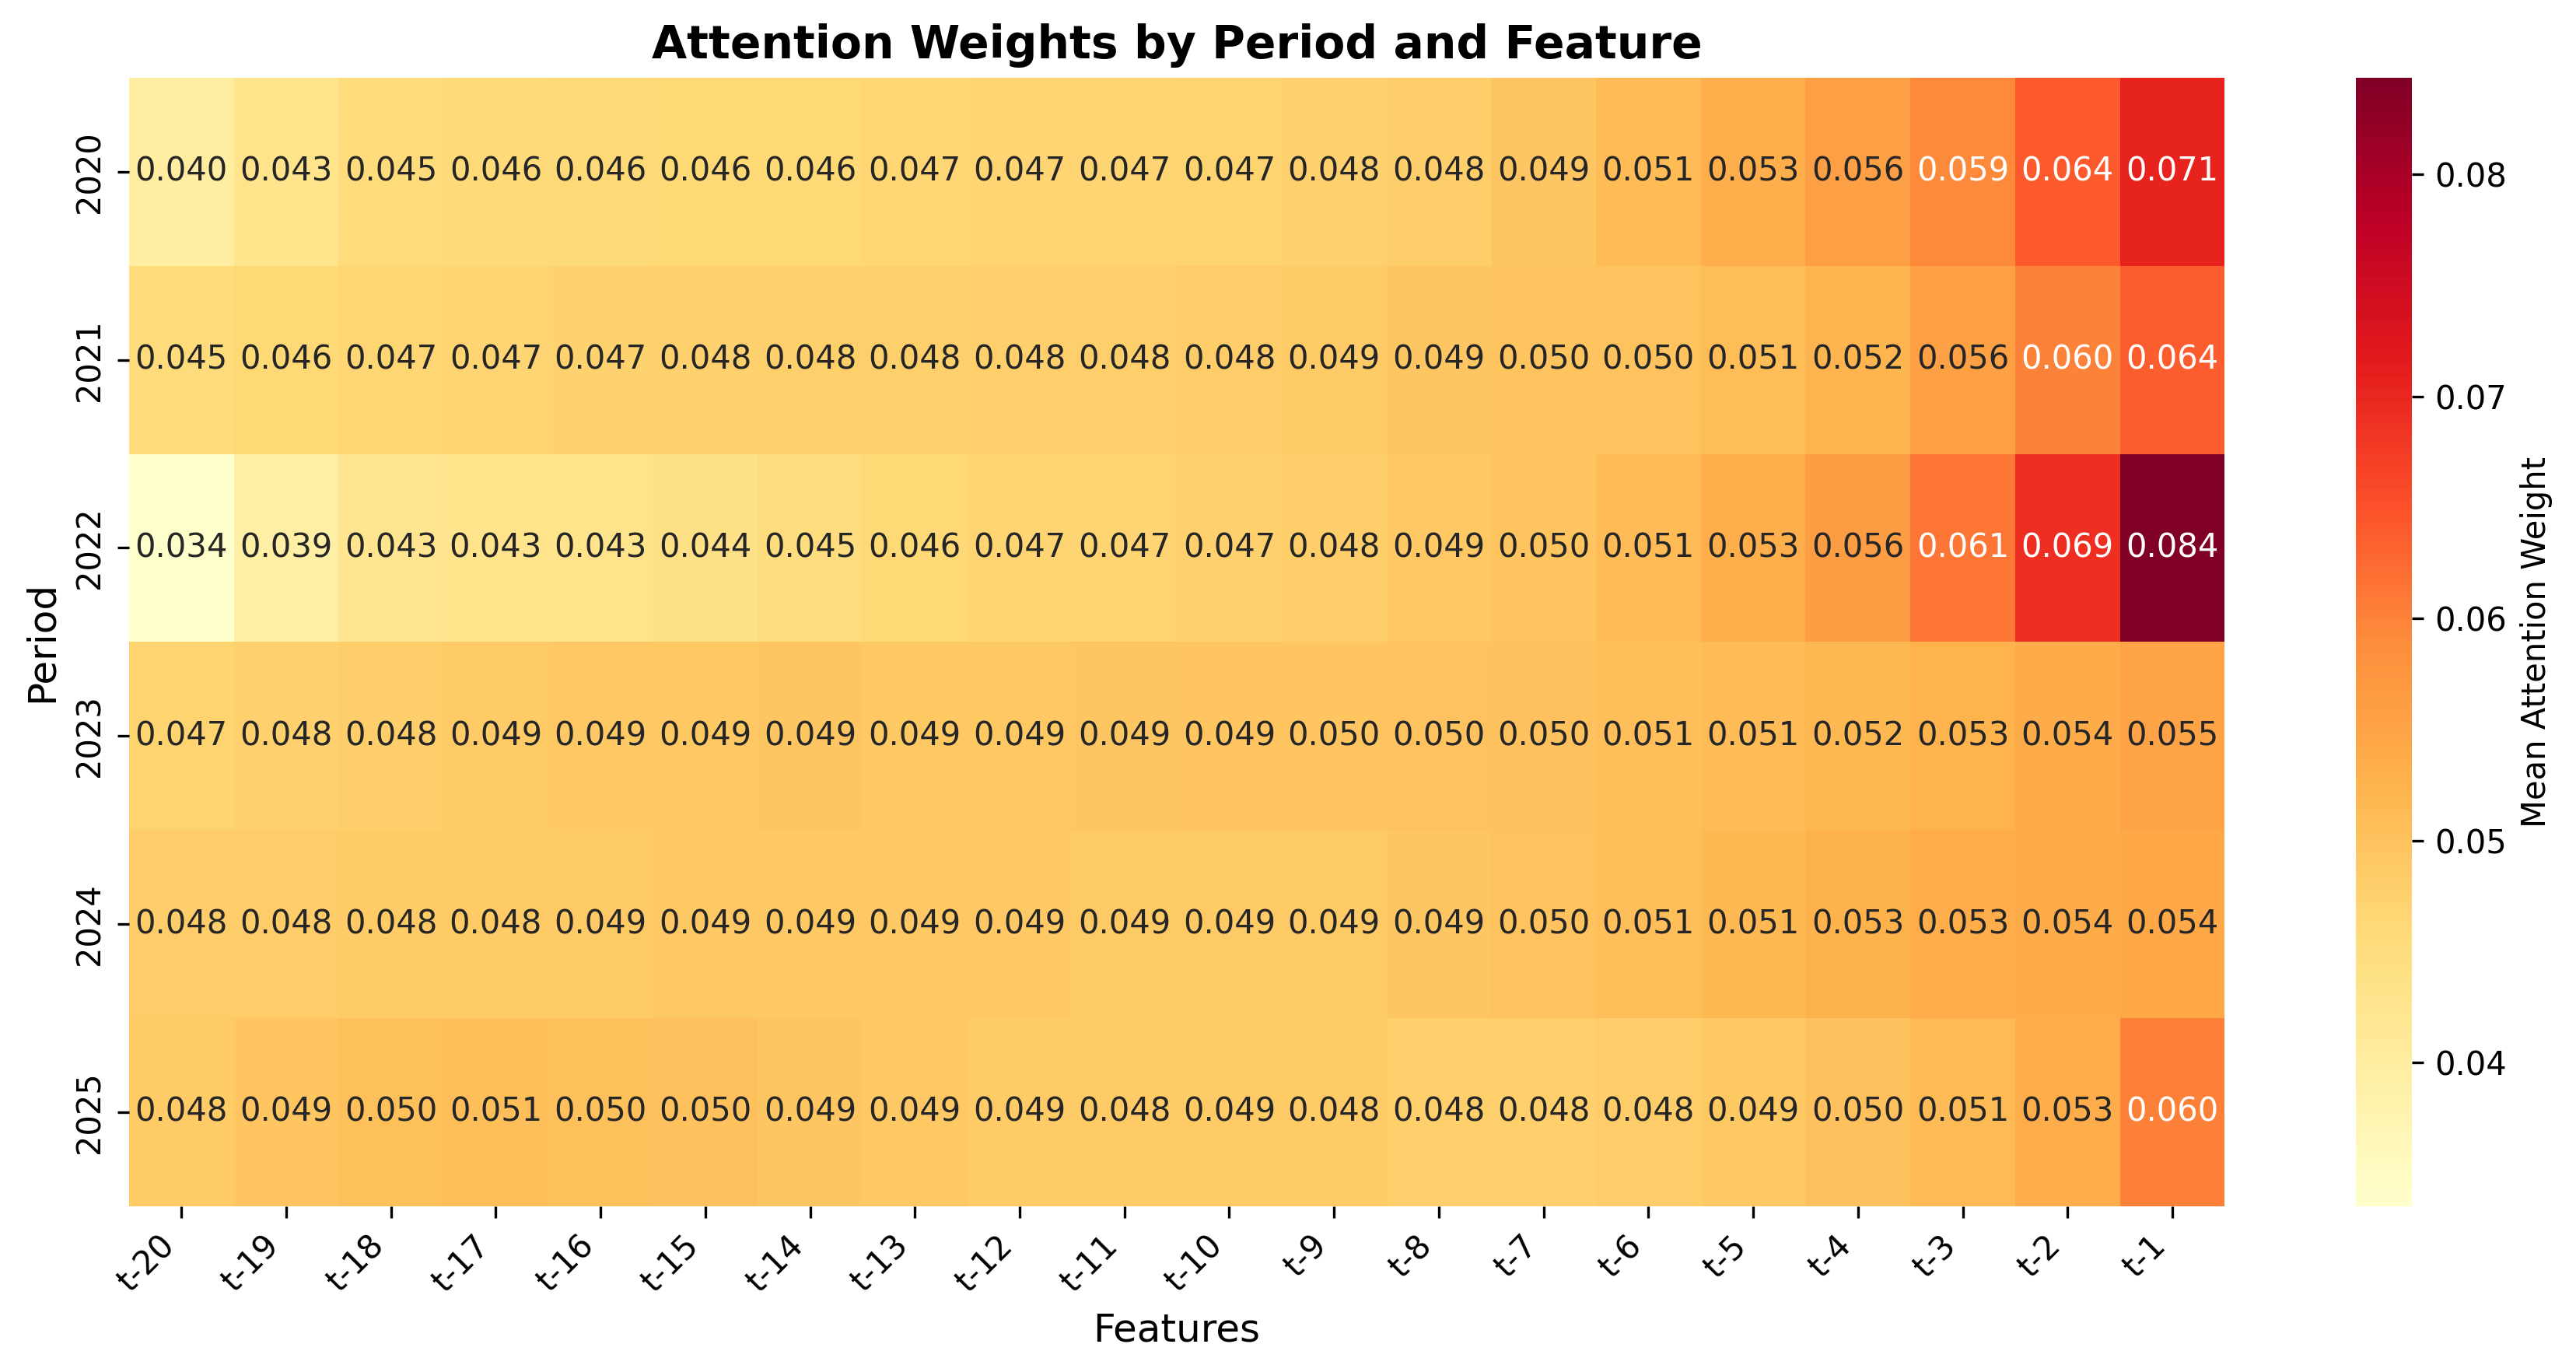 Attention Weights by Period and Feature
Period
2020 0.040 0.043 0.045 0.046 0.046 0.046 0.046 0.047 0.047 0.047 0.047 0.048 0.048 0.049 0.051 0.053 0.056 0.059 0.064 0.071
2021 0.045 0.046 0.047 0.047 0.047 0.048 0.048 0.048 0.048 0.048 0.048 0.049 0.049 0.050 0.050 0.051 0.052 0.056 0.060 0.064
2022 0.034 0.039 0.043 0.043 0.043 0.044 0.045 0.046 0.047 0.047 0.047 0.048 0.049 0.050 0.051 0.053 0.056 0.061 0.069 0.084
2023 0.047 0.048 0.048 0.049 0.049 0.049 0.049 0.049 0.049 0.049 0.049 0.050 0.050 0.050 0.051 0.051 0.052 0.053 0.054 0.055
2024 0.048 0.048 0.048 0.048 0.049 0.049 0.049 0.049 0.049 0.049 0.049 0.049 0.049 0.050 0.051 0.051 0.053 0.053 0.054 0.054
2025 0.048 0.049 0.050 0.051 0.050 0.050 0.049 0.049 0.049 0.048 0.049 0.048 0.048 0.048 0.048 0.049 0.050 0.051 0.053 0.060
t-20 t-19 t-18 t-17 t-16 t-15 t-14 t-13 t-12 t-11 t-10 t-9 t-8 t-7 t-6 t-5 t-4 t-3 t-2 t-1
Features
0.08
0.07
0.06
0.05
0.04
Mean Attention Weight